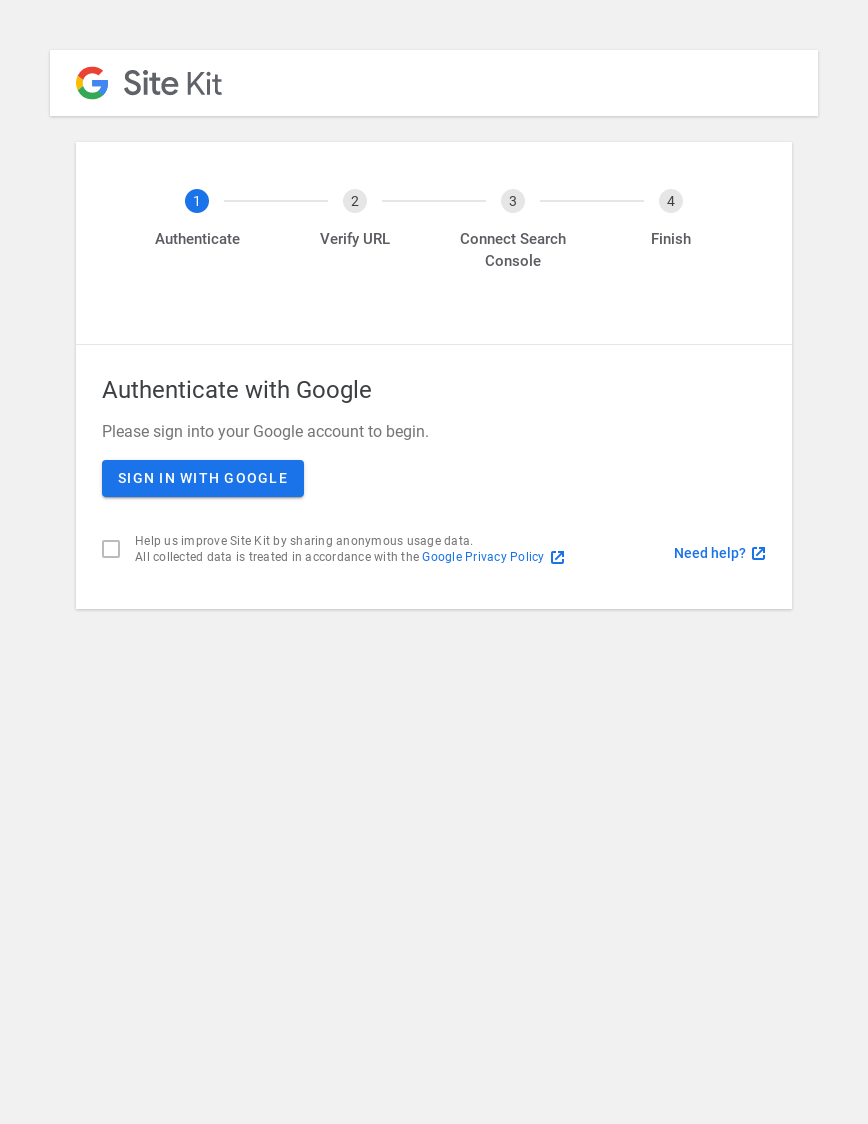 Site Kit
1
2
3
4
Authenticate
Verify URL
Connect Search
Console
Finish
Authenticate with Google
Please sign into your Google account to begin.
SIGN IN WITH GOOGLE
Help us improve Site Kit by sharing anonymous usage data.
All collected data is treated in accordance with the Google Privacy Policy
Need help?